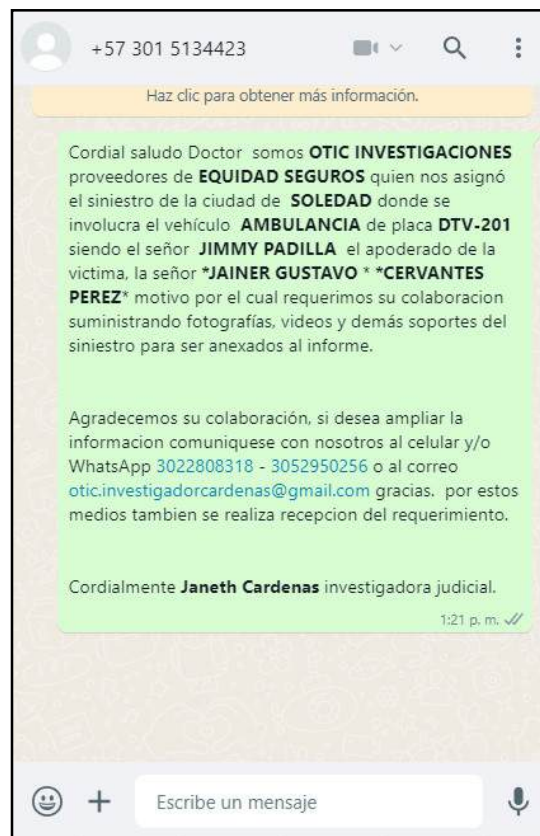 +57 301 5134423
Haz clic para obtener más información.
Cordial saludo Doctor somos OTIC INVESTIGACIONES
proveedores de EQUIDAD SEGUROS quien nos asignó
el siniestro de la ciudad de SOLEDAD donde se
involucra el vehículo AMBULANCIA de placa DTV-201
siendo el señor JIMMY PADILLA el apoderado de la
victima, la señor *JAINER GUSTAVO * *CERVANTES
PEREZ* motivo por el cual requerimos su colaboracion
suministrando fotografías, videos y demás soportes del
siniestro para ser anexados al informe.
Agradecemos su colaboración, si desea ampliar la
informacion comuniquese con nosotros al celular y/o
WhatsApp 3022808318 - 3052950256 o al correo
otic.investigadorcardenas@gmail.com gracias. por estos
medios tambien se realiza recepcion del requerimiento.
Cordialmente Janeth Cardenas investigadora judicial.
1:21 p. m.
Escribe un mensaje